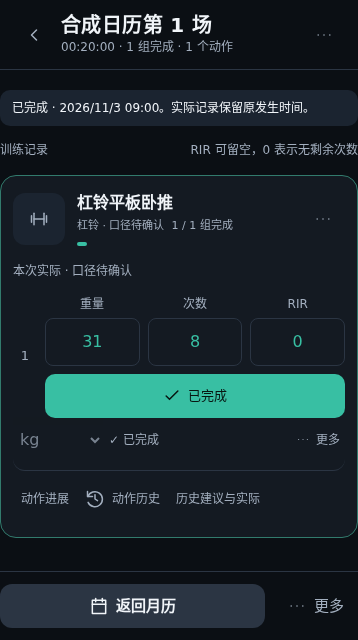 合成日历第 1 场
00:20:00 · 1 组完成 · 1 个动作
···
已完成 · 2026/11/3 09:00。实际记录保留原发生时间。
训练记录
RIR 可留空，0 表示无剩余次数
杠铃平板卧推
杠铃 · 口径待确认 1 / 1 组完成
···
本次实际 · 口径待确认
重量 次数 RIR
1 31 8 0
已完成
kg ✓ 已完成 ··· 更多
动作进展 动作历史 历史建议与实际
返回月历 ··· 更多